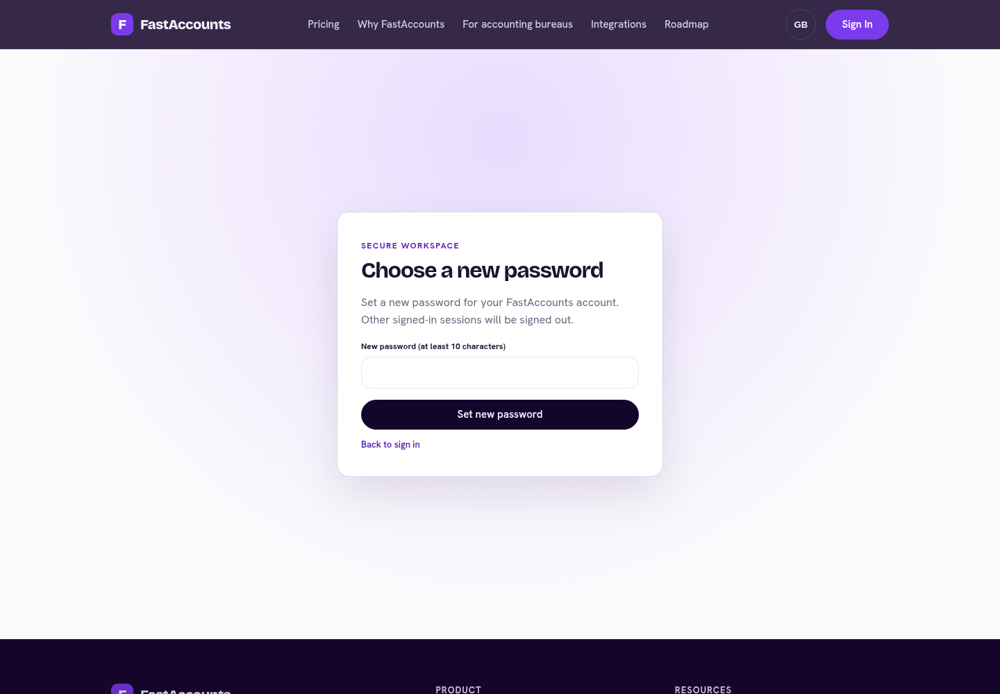 F FastAccounts
Pricing Why FastAccounts For accounting bureaus Integrations Roadmap
GB
Sign In
SECURE WORKSPACE
Choose a new password
Set a new password for your FastAccounts account.
Other signed-in sessions will be signed out.
New password (at least 10 characters)
Set new password
Back to sign in
F FastAccounts
PRODUCT
RESOURCES